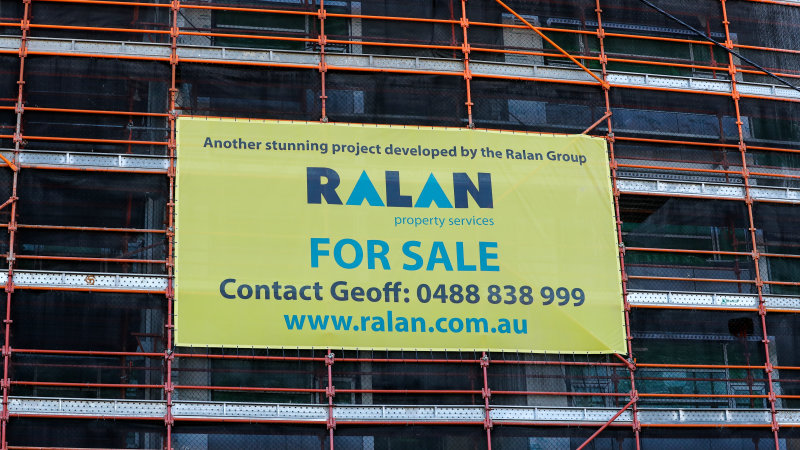 Another stunning project developed by the Ralan Group
RALAN
property services
FOR SALE
Contact Geoff: 0488 838 999
www.ralan.com.au